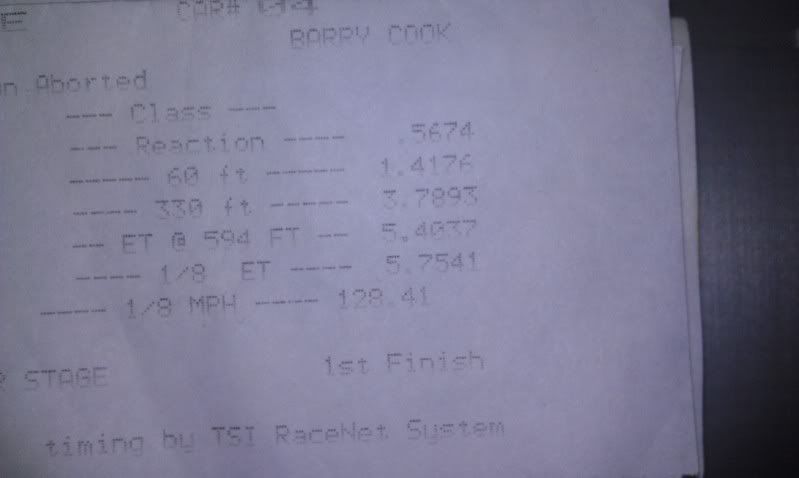 E CAR#
BARRY COOK
n Aborted
--- Class ---
--- Reaction ---- .5674
----- 60 ft ------ 1.4176
---- 330 ft ----- 3.7893
-- ET @ 594 FT -- 5.4037
---- 1/8 ET ---- 5.7541
---- 1/8 MPH ---- 128.41
R STAGE 1st Finish
timing by TSI RaceNet System